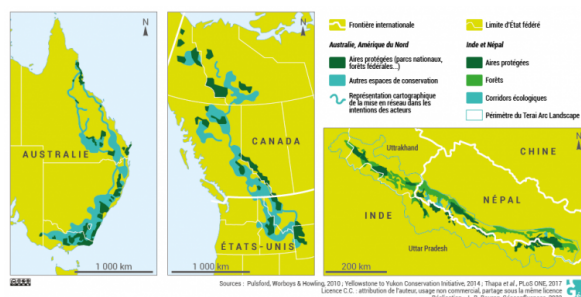 N
AUSTRALIE
1 000 km
N
CANADA
ÉTATS-UNIS
1 000 km
Frontière internationale
Limite d'État fédéré
Australie, Amérique du Nord
Aires protégées (parcs nationaux,
forêts fédérales...)
Autres espaces de conservation
Représentation cartographique
de la mise en réseau dans les
intentions des acteurs
Inde et Népal
Aires protégées
Forêts
Corridors écologiques
Périmètre du Terai Arc Landscape
N
Uttrakhand
CHINE
NÉPAL
INDE
Uttar Pradesh
200 km
Sources : Pulsford, Worboys & Howling, 2010 ; Yellowstone to Yukon Conservation Initiative, 2014 ; Thapa et al., PLoS ONE, 2017
Licence C.C. : attribution de l'auteur, usage non commercial, partage sous la même licence